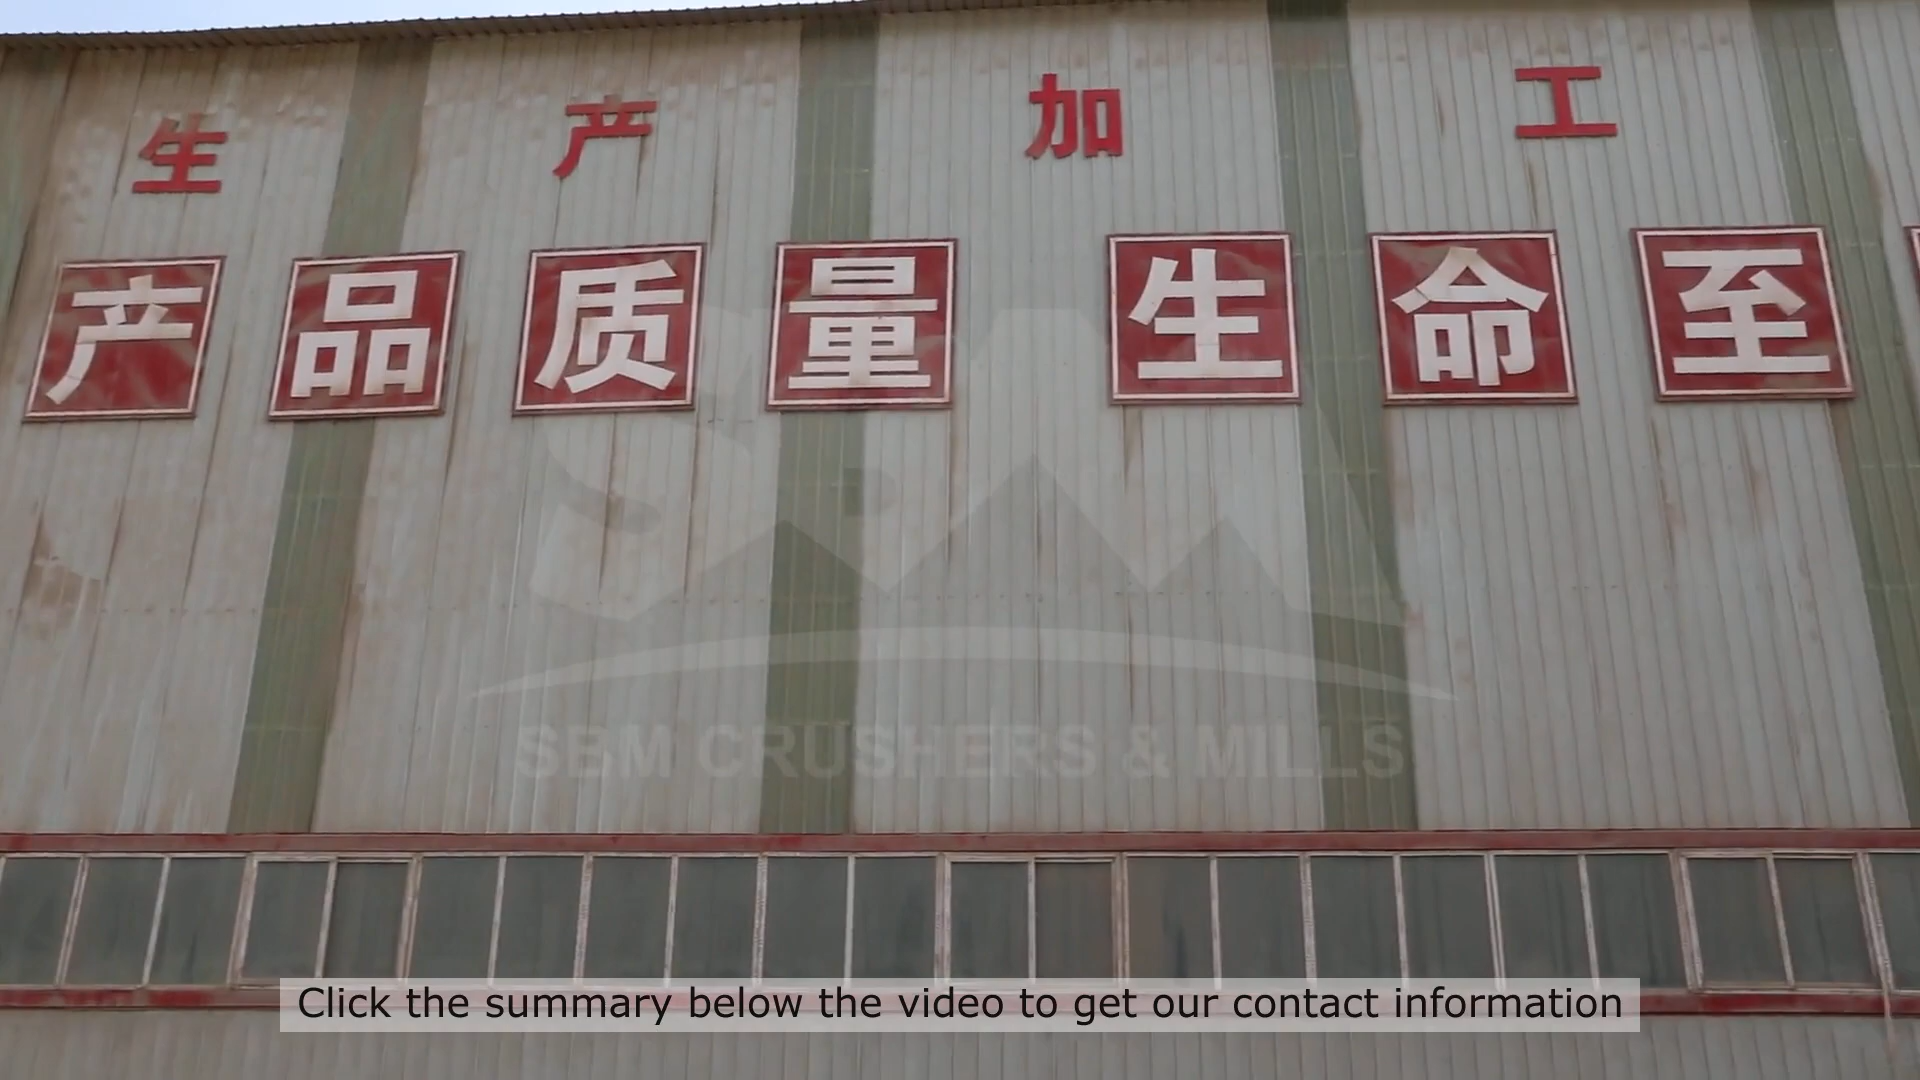 生产加工
产品质量 生命至
SBM
SBM CRUSHERS & MILLS
Click the summary below the video to get our contact information